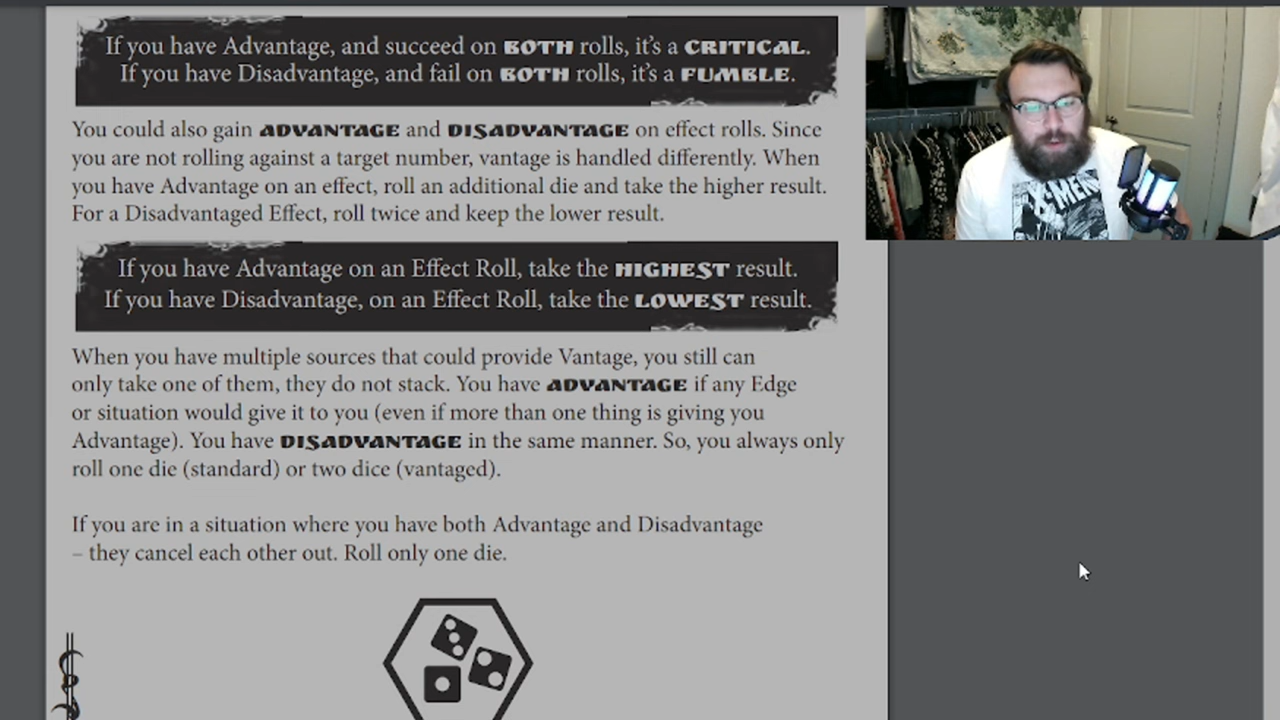 If you have Advantage, and succeed on BOTH rolls, it's a CRITICAL.
If you have Disadvantage, and fail on BOTH rolls, it's a FUMBLE.
You could also gain ADVANTAGE and DISADVANTAGE on effect rolls. Since
you are not rolling against a target number, vantage is handled differently. When
you have Advantage on an effect, roll an additional die and take the higher result.
For a Disadvantaged Effect, roll twice and keep the lower result.
If you have Advantage on an Effect Roll, take the HIGHEST result.
If you have Disadvantage, on an Effect Roll, take the LOWEST result.
When you have multiple sources that could provide Vantage, you still can
only take one of them, they do not stack. You have ADVANTAGE if any Edge
or situation would give it to you (even if more than one thing is giving you
Advantage). You have DISADVANTAGE in the same manner. So, you always only
roll one die (standard) or two dice (vantaged).
If you are in a situation where you have both Advantage and Disadvantage
– they cancel each other out. Roll only one die.
X-MEN